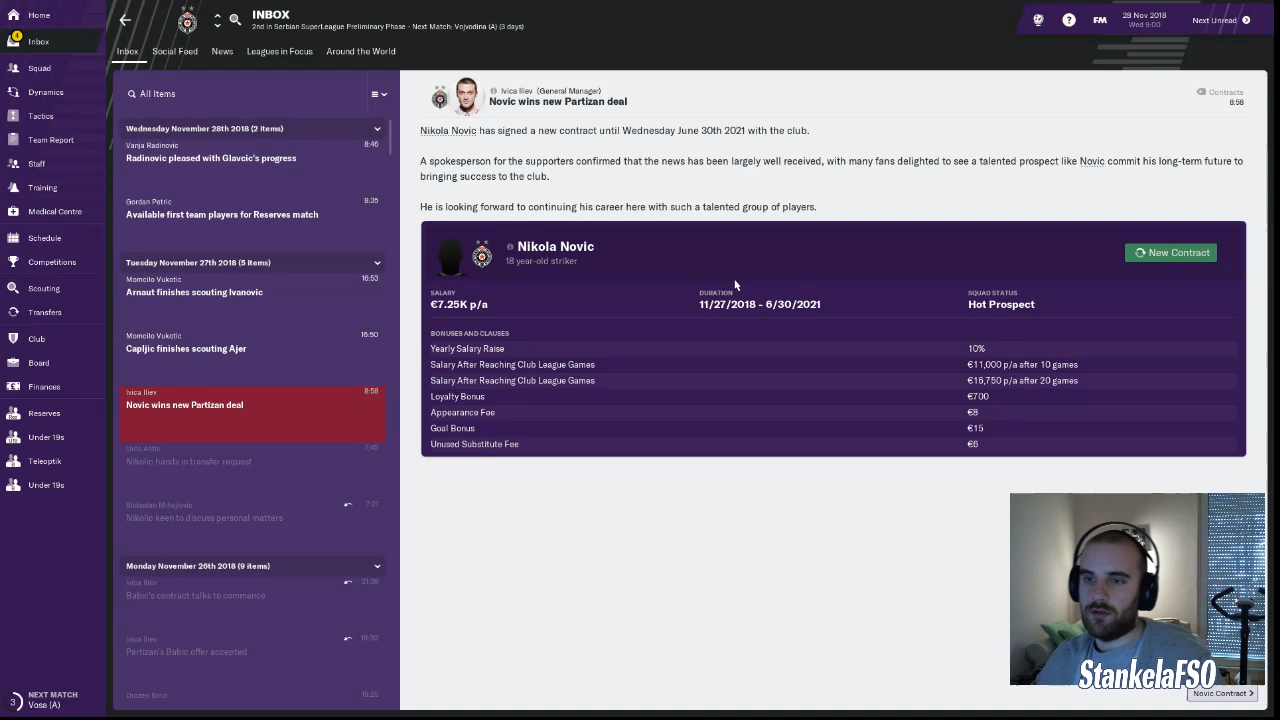 Home
4
Inbox
Squad
Dynamics
Tactics
Team Report
Staff
Training
Medical Centre
Schedule
Competitions
Scouting
Transfers
Club
Board
Finances
Reserves
Under 19s
Teleoptik
Under 19s
3
NEXT MATCH
Vosa (A)
INBOX
2nd in Serbian SuperLeague Preliminary Phase - Next Match: Vojvodina (A) (3 days)
? FM
28 Nov 2018
Wed 9:00
Next Unread
Inbox Social Feed News Leagues in Focus Around the World
All Items
Wednesday November 28th 2018 (2 items)
Vanja Radinovic 8:46
Radinovic pleased with Glavcic's progress
Gordan Petric 8:35
Available first team players for Reserves match
Tuesday November 27th 2018 (5 items)
Momcilo Vukotic 16:53
Arnaut finishes scouting Ivanovic
Momcilo Vukotic 16:50
Capljic finishes scouting Ajer
Ivica Iliev 8:58
Novic wins new Partizan deal
Uros Antic 7:45
Nikolic hands in transfer request
Slobodan Mihajlovic 7:21
Nikolic keen to discuss personal matters
Monday November 26th 2018 (9 items)
Ivica Iliev 21:36
Babic's contract talks to commence
Ivica Iliev 19:30
Partizan's Babic offer accepted
19:25
Ivica Iliev (General Manager)
Novic wins new Partizan deal
Contracts
8:58
Nikola Novic has signed a new contract until Wednesday June 30th 2021 with the club.
A spokesperson for the supporters confirmed that the news has been largely well received, with many fans delighted to see a talented prospect like Novic commit his long-term future to
bringing success to the club.
He is looking forward to continuing his career here with such a talented group of players.
Nikola Novic
18 year-old striker
New Contract
SALARY DURATION SQUAD STATUS
€7.25K p/a 11/27/2018 - 6/30/2021 Hot Prospect
BONUSES AND CLAUSES
Yearly Salary Raise 10%
Salary After Reaching Club League Games €11,000 p/a after 10 games
Salary After Reaching Club League Games €16,750 p/a after 20 games
Loyalty Bonus €700
Appearance Fee €8
Goal Bonus €15
Unused Substitute Fee €6
StankelaFSO
Novic Contract